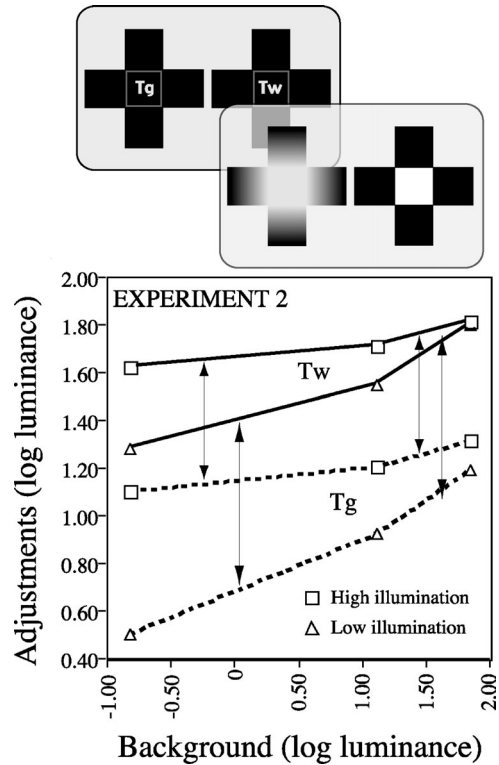 Tg
Tw
EXPERIMENT 2
2.00
1.80
1.60
1.40
1.20
1.00
0.80
0.60
0.40
Adjustments (log luminance)
Tw
Tg
High illumination
Low illumination
-1.00
-0.50
0
0.50
1.00
1.50
2.00
Background (log luminance)